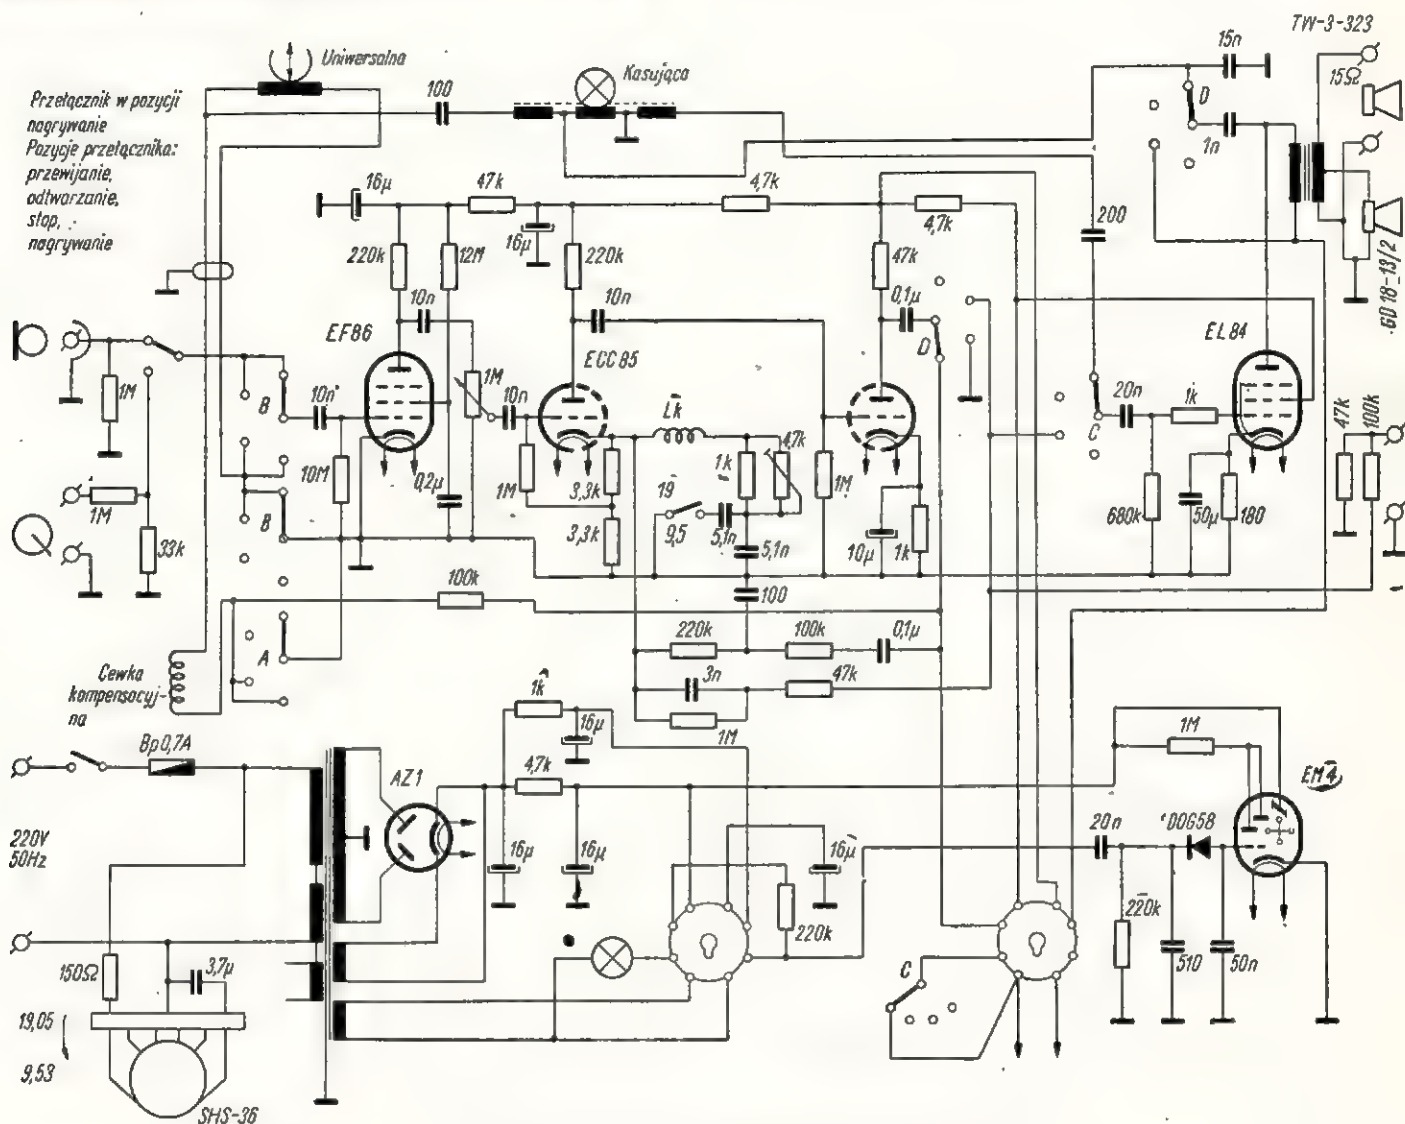 TW-3-323
Uniwersalna
Kasująca
100
15n
15Ω
D
1n
Przełącznik w pozycji
nagrywanie
Pozycje przełącznika:
przewijanie,
odtwarzanie,
stop,
nagrywanie
16µ
47k
4,7k
4,7k
200
16µ
220k
12M
220k
47k
GD 18-13/2
10n
10n
0,1µ
EF86
ECC85
D
EL84
1M
B
10n
1M
10n
Lk
4,7k
20n
1k
47k
100k
C
10M
0,2µ
1M
3,3k
1k
19
9,5
5,1n
1M
1M
B
3,3k
5,1n
10µ
1k
680k
50µ
180
33k
100k
100
220k
100k
0,1µ
A
Cewka
kompensacyj-
na
3n
47k
1k
16µ
1M
1M
Bp0,7A
AZ1
4,7k
EM4
220V
50Hz
16µ
16µ
16µ
20n
DOG58
220k
220k
510
50n
C
150Ω
3,7µ
19,05
9,53
SHS-36